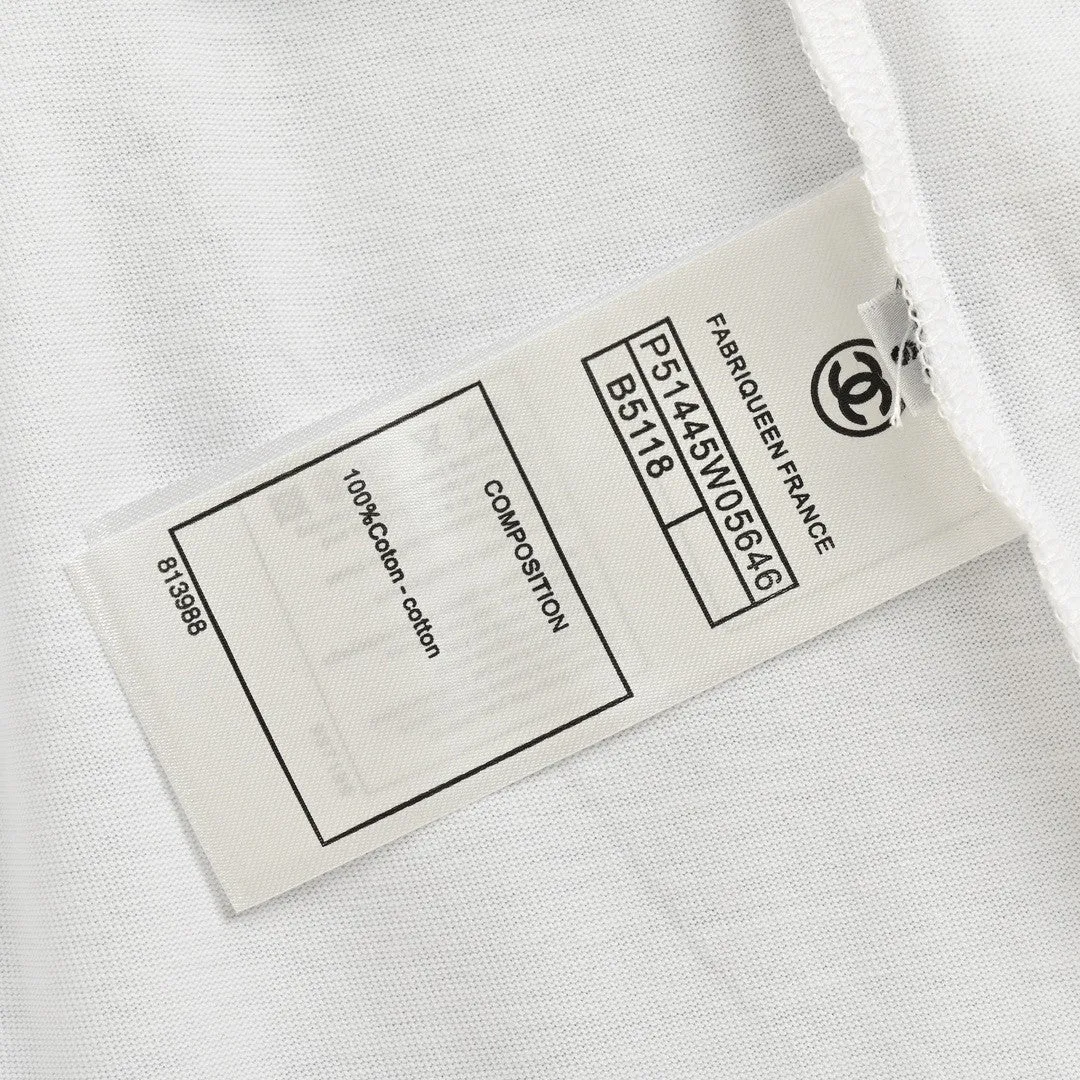 FABRIQUEEN FRANCE
P51445W05646
B5118
COMPOSITION
100%Coton - cotton
813988